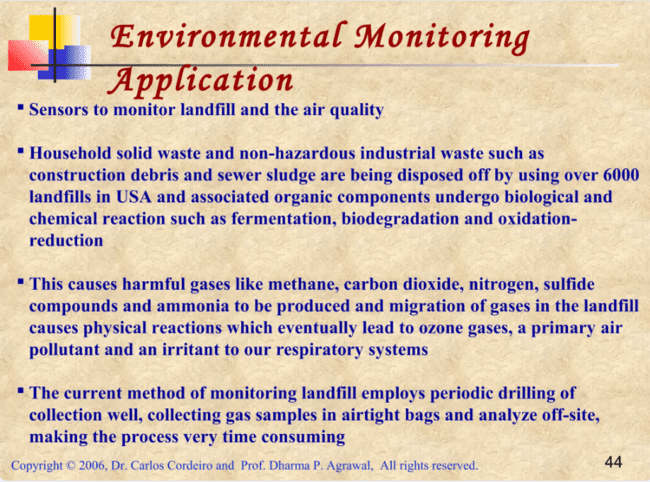 Environmental Monitoring
Application
▪ Sensors to monitor landfill and the air quality
▪ Household solid waste and non-hazardous industrial waste such as
construction debris and sewer sludge are being disposed off by using over 6000
landfills in USA and associated organic components undergo biological and
chemical reaction such as fermentation, biodegradation and oxidation-
reduction
▪ This causes harmful gases like methane, carbon dioxide, nitrogen, sulfide
compounds and ammonia to be produced and migration of gases in the landfill
causes physical reactions which eventually lead to ozone gases, a primary air
pollutant and an irritant to our respiratory systems
▪ The current method of monitoring landfill employs periodic drilling of
collection well, collecting gas samples in airtight bags and analyze off-site,
making the process very time consuming
Copyright © 2006, Dr. Carlos Cordeiro and Prof. Dharma P. Agrawal, All rights reserved.
44